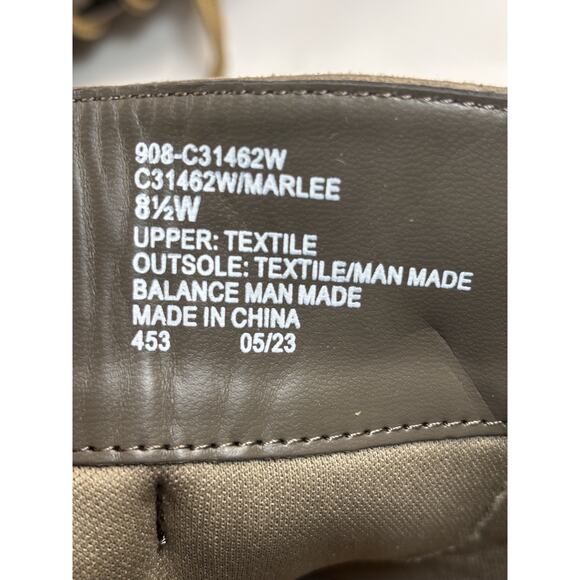 908-C31462W
C31462W/MARLEE
8½W
UPPER: TEXTILE
OUTSOLE: TEXTILE/MAN MADE
BALANCE MAN MADE
MADE IN CHINA
453 05/23